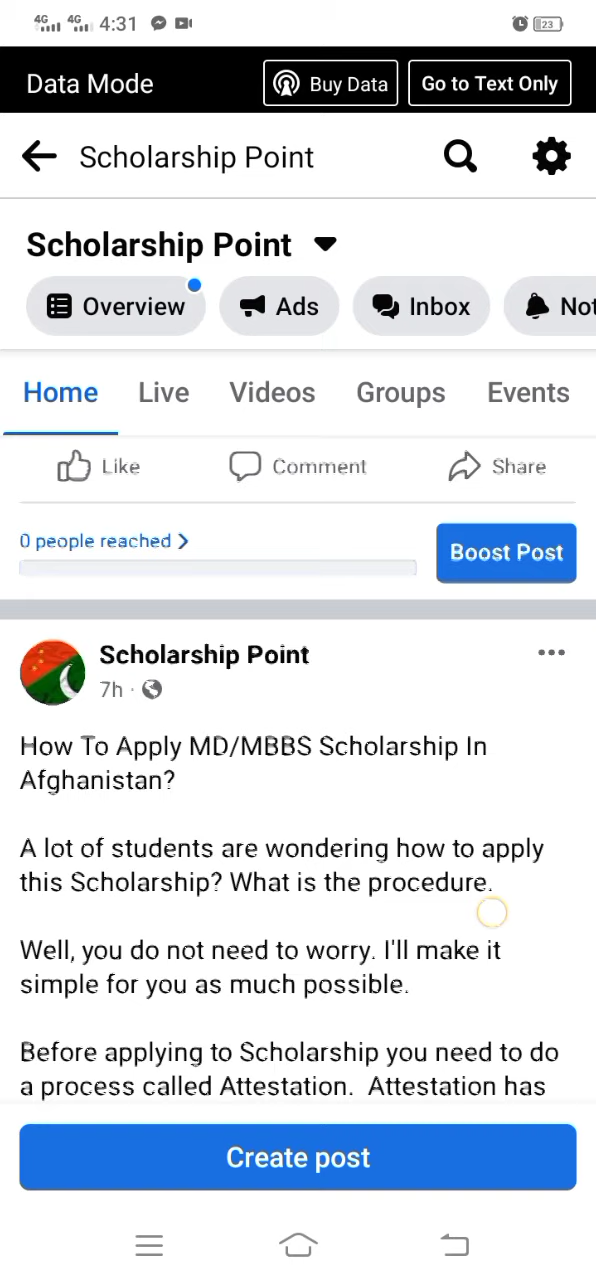 4G 4G 4:31 23
Data Mode Buy Data Go to Text Only
Scholarship Point
Scholarship Point
Overview Ads Inbox Not
Home Live Videos Groups Events
Like Comment Share
0 people reached
Boost Post
Scholarship Point
7h ·
How To Apply MD/MBBS Scholarship In
Afghanistan?
A lot of students are wondering how to apply
this Scholarship? What is the procedure.
Well, you do not need to worry. I'll make it
simple for you as much possible.
Before applying to Scholarship you need to do
a process called Attestation. Attestation has
Create post